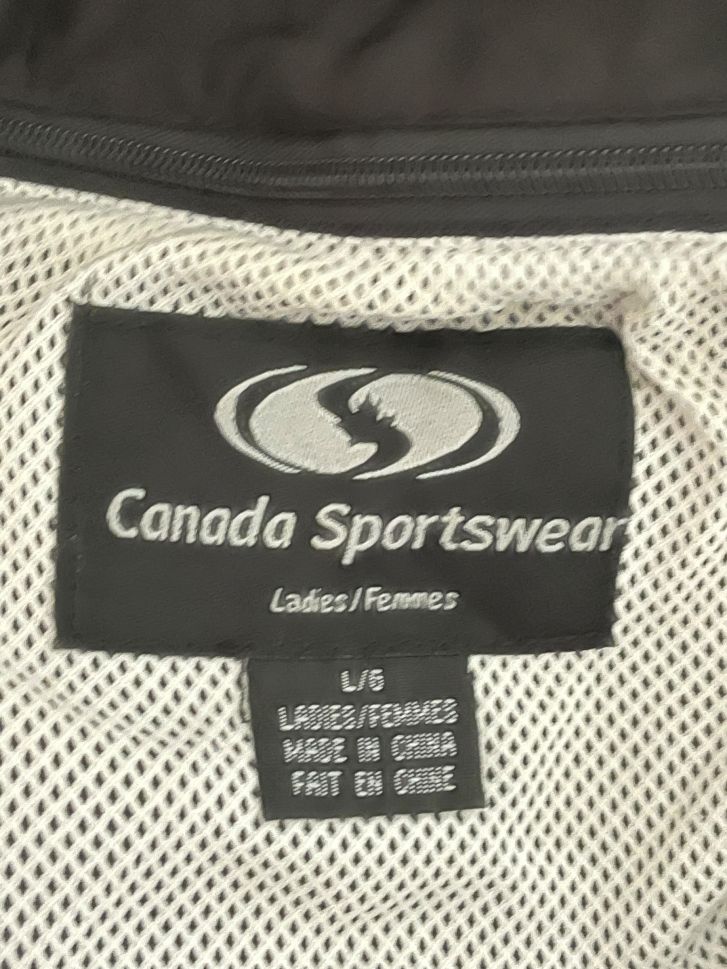 Canada Sportswear
Ladies/Femmes
L/G
LADIES/FEMMES
MADE IN CHINA
FAIT EN CHINE